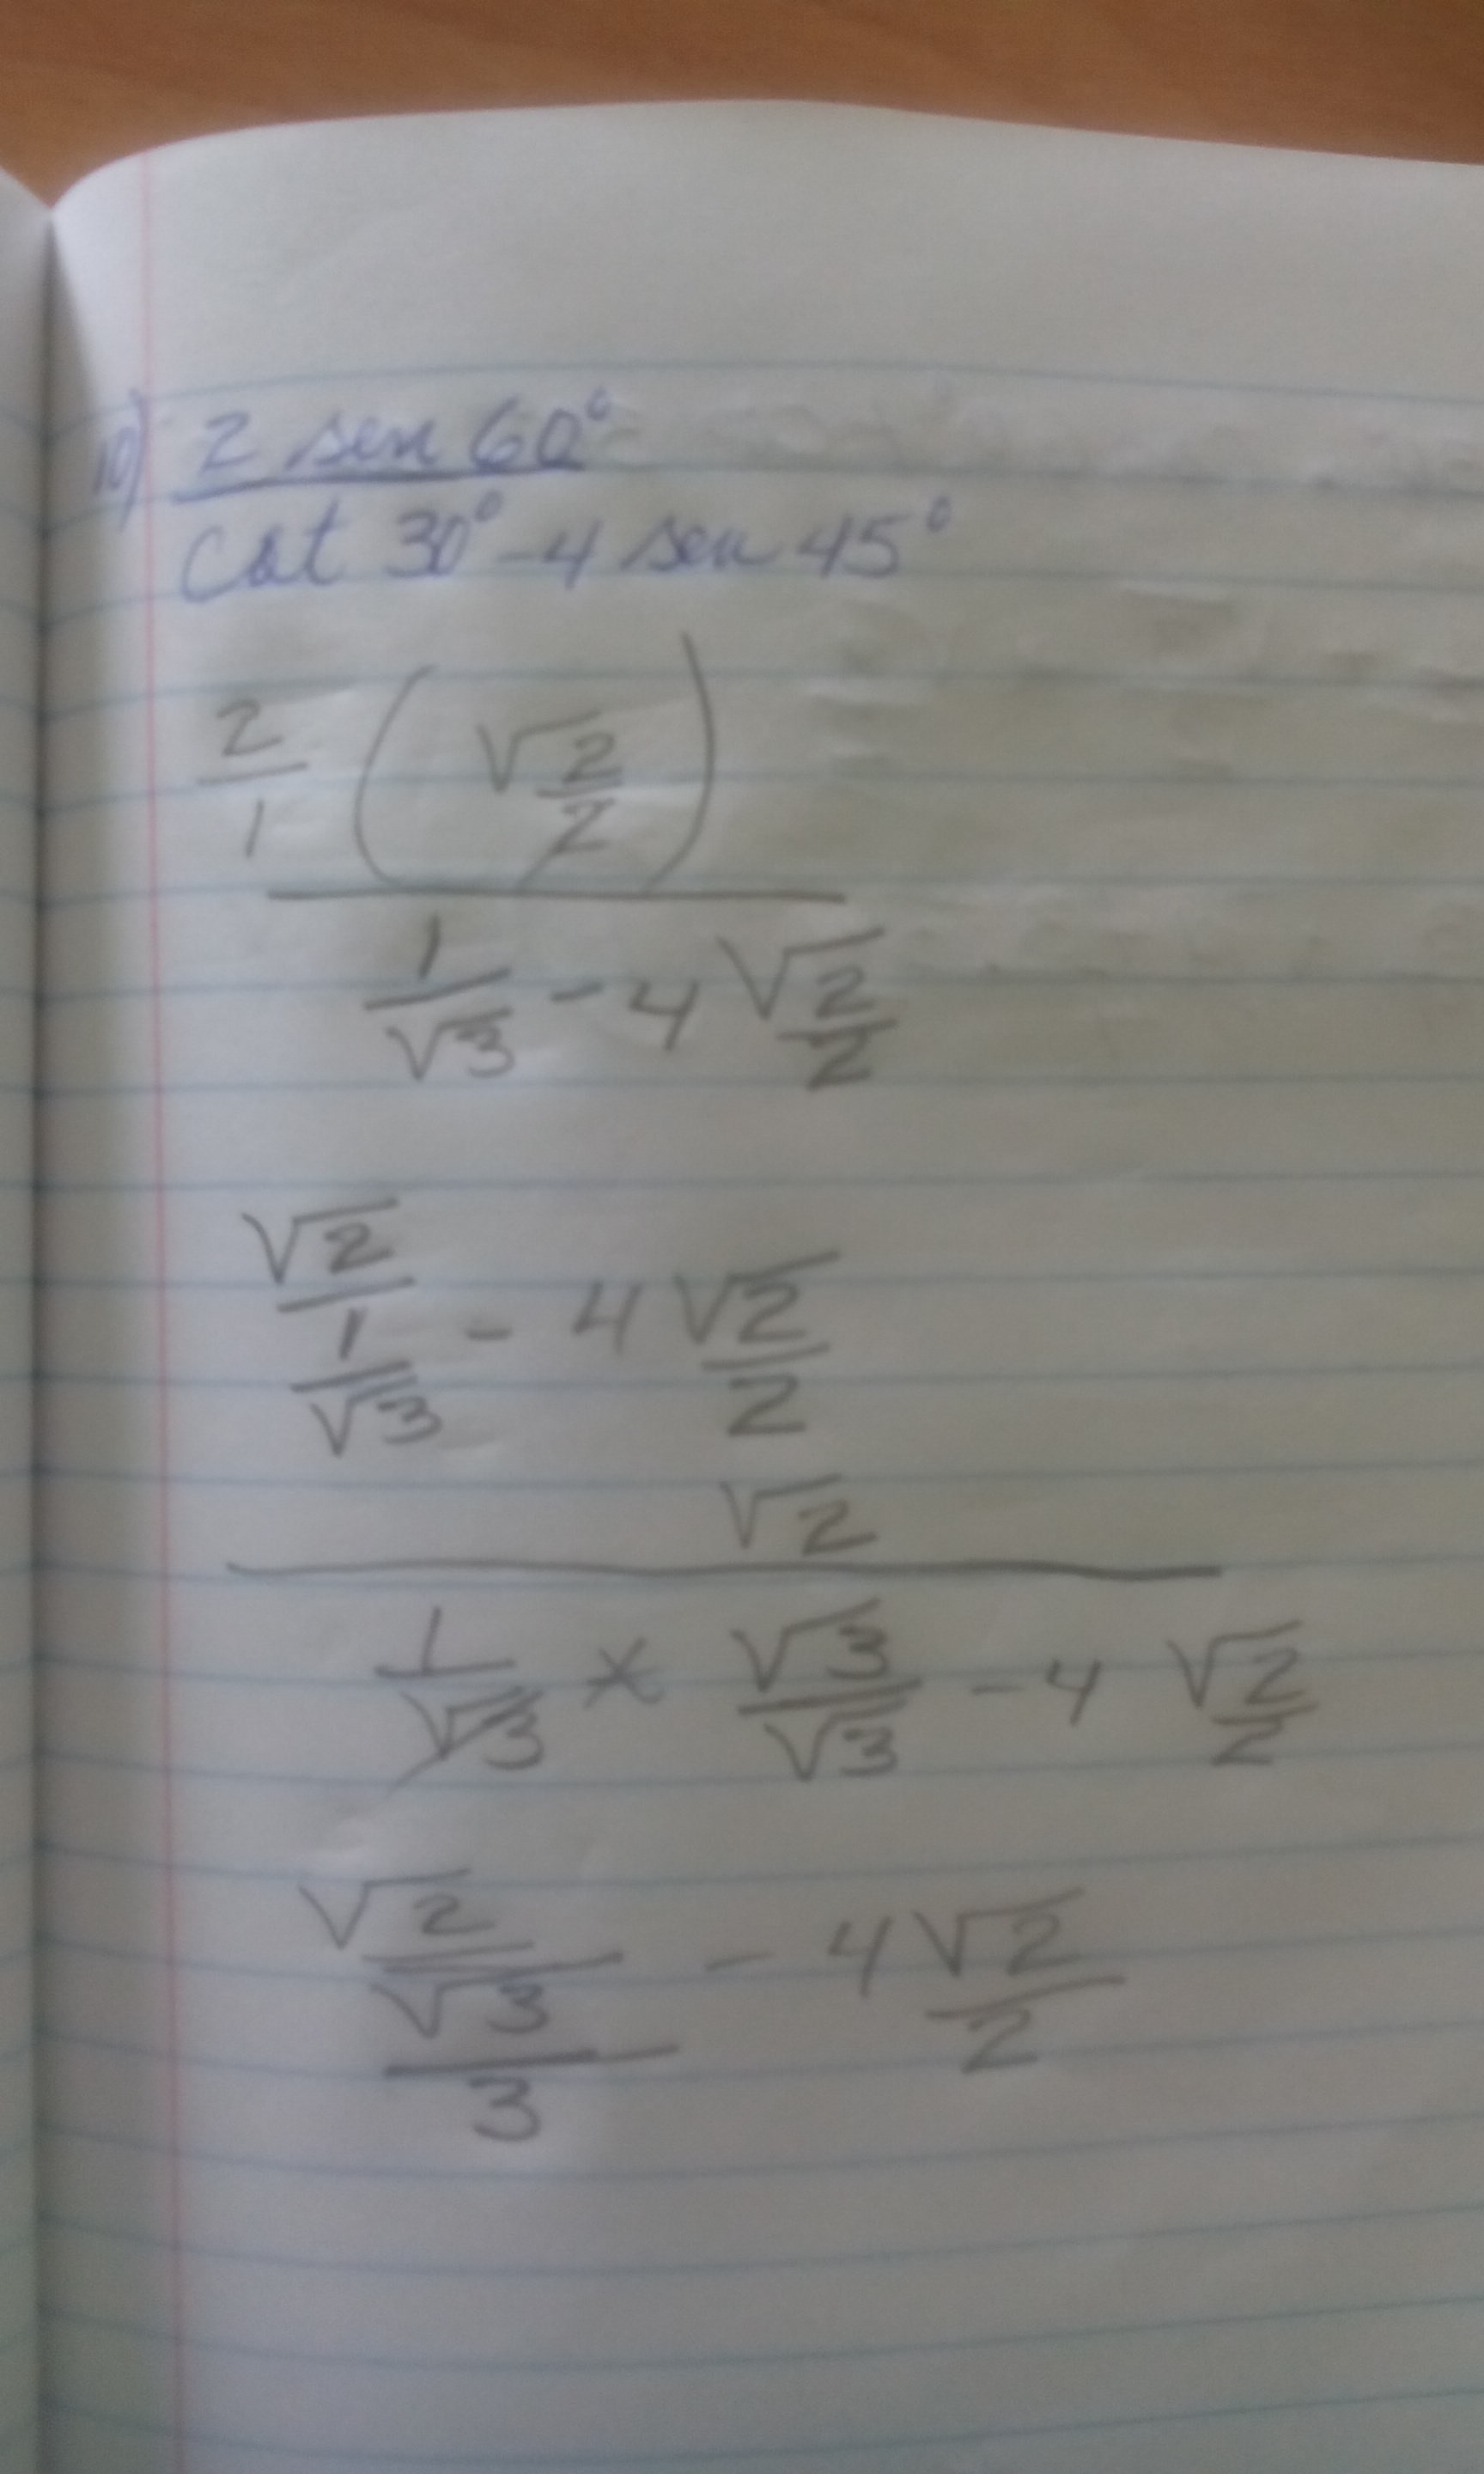 10) 2 sen 60°
cot 30° - 4 sen 45°
2/1 (√2/2)
1/√3 - 4 √2/2
√2
1/√3 - 4 √2/2
√2
1/√3 × √3/√3 - 4 √2/2
√2
√3/3 - 4√2/2